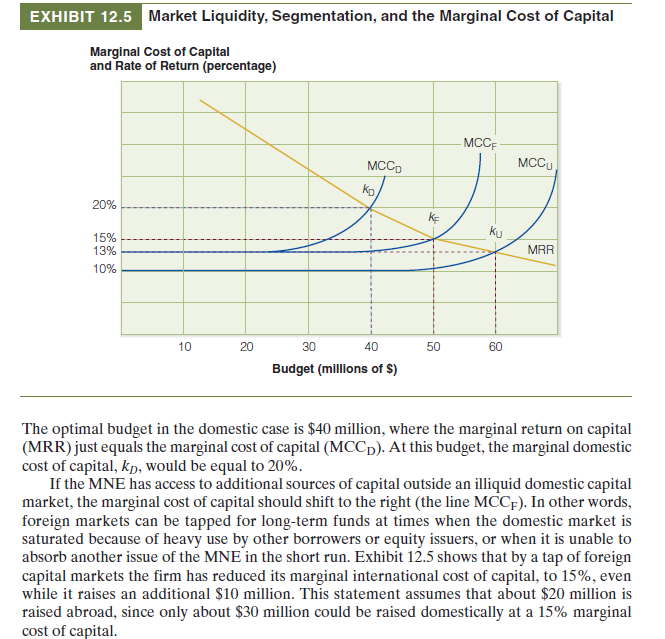 EXHIBIT 12.5 Market Liquidity, Segmentation, and the Marginal Cost of Capital
Marginal Cost of Capital
and Rate of Return (percentage)
MCCF
MCCD
MCCU
kD
20%
kF
kU
15%
13%
MRR
10%
10 20 30 40 50 60
Budget (millions of $)
The optimal budget in the domestic case is $40 million, where the marginal return on capital
(MRR) just equals the marginal cost of capital (MCCD). At this budget, the marginal domestic
cost of capital, kD, would be equal to 20%.
If the MNE has access to additional sources of capital outside an illiquid domestic capital
market, the marginal cost of capital should shift to the right (the line MCCF). In other words,
foreign markets can be tapped for long-term funds at times when the domestic market is
saturated because of heavy use by other borrowers or equity issuers, or when it is unable to
absorb another issue of the MNE in the short run. Exhibit 12.5 shows that by a tap of foreign
capital markets the firm has reduced its marginal international cost of capital, to 15%, even
while it raises an additional $10 million. This statement assumes that about $20 million is
raised abroad, since only about $30 million could be raised domestically at a 15% marginal
cost of capital.